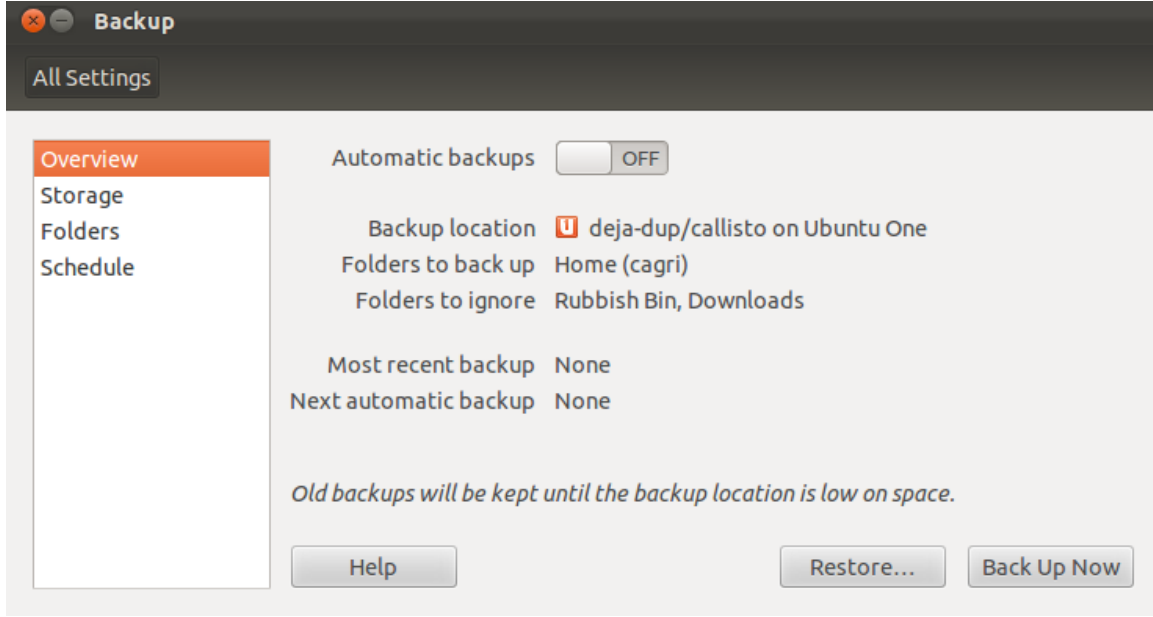 Backup
All Settings
Overview
Storage
Folders
Schedule
Automatic backups OFF
Backup location deja-dup/callisto on Ubuntu One
Folders to back up Home (cagri)
Folders to ignore Rubbish Bin, Downloads
Most recent backup None
Next automatic backup None
Old backups will be kept until the backup location is low on space.
Help Restore... Back Up Now